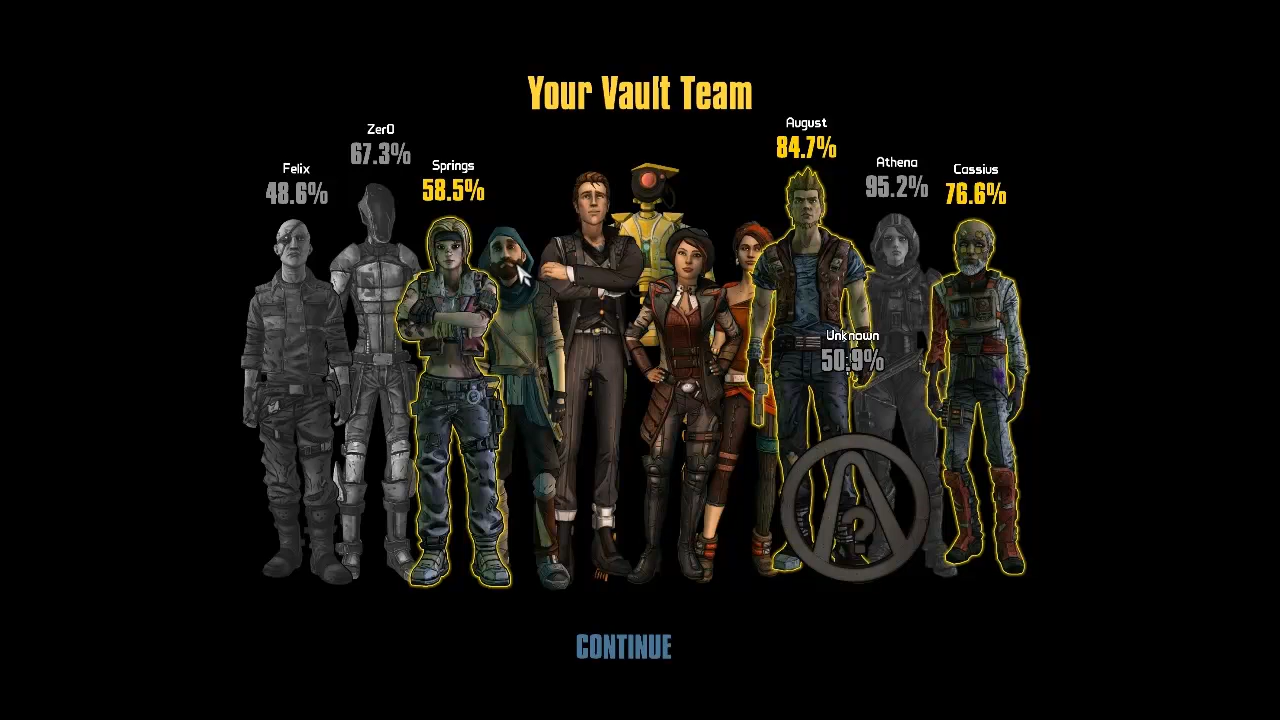 Your Vault Team
Felix
48.6%
Zer0
67.3%
Springs
58.5%
August
84.7%
Athena
95.2%
Cassius
76.6%
Unknown
50.9%
?
CONTINUE